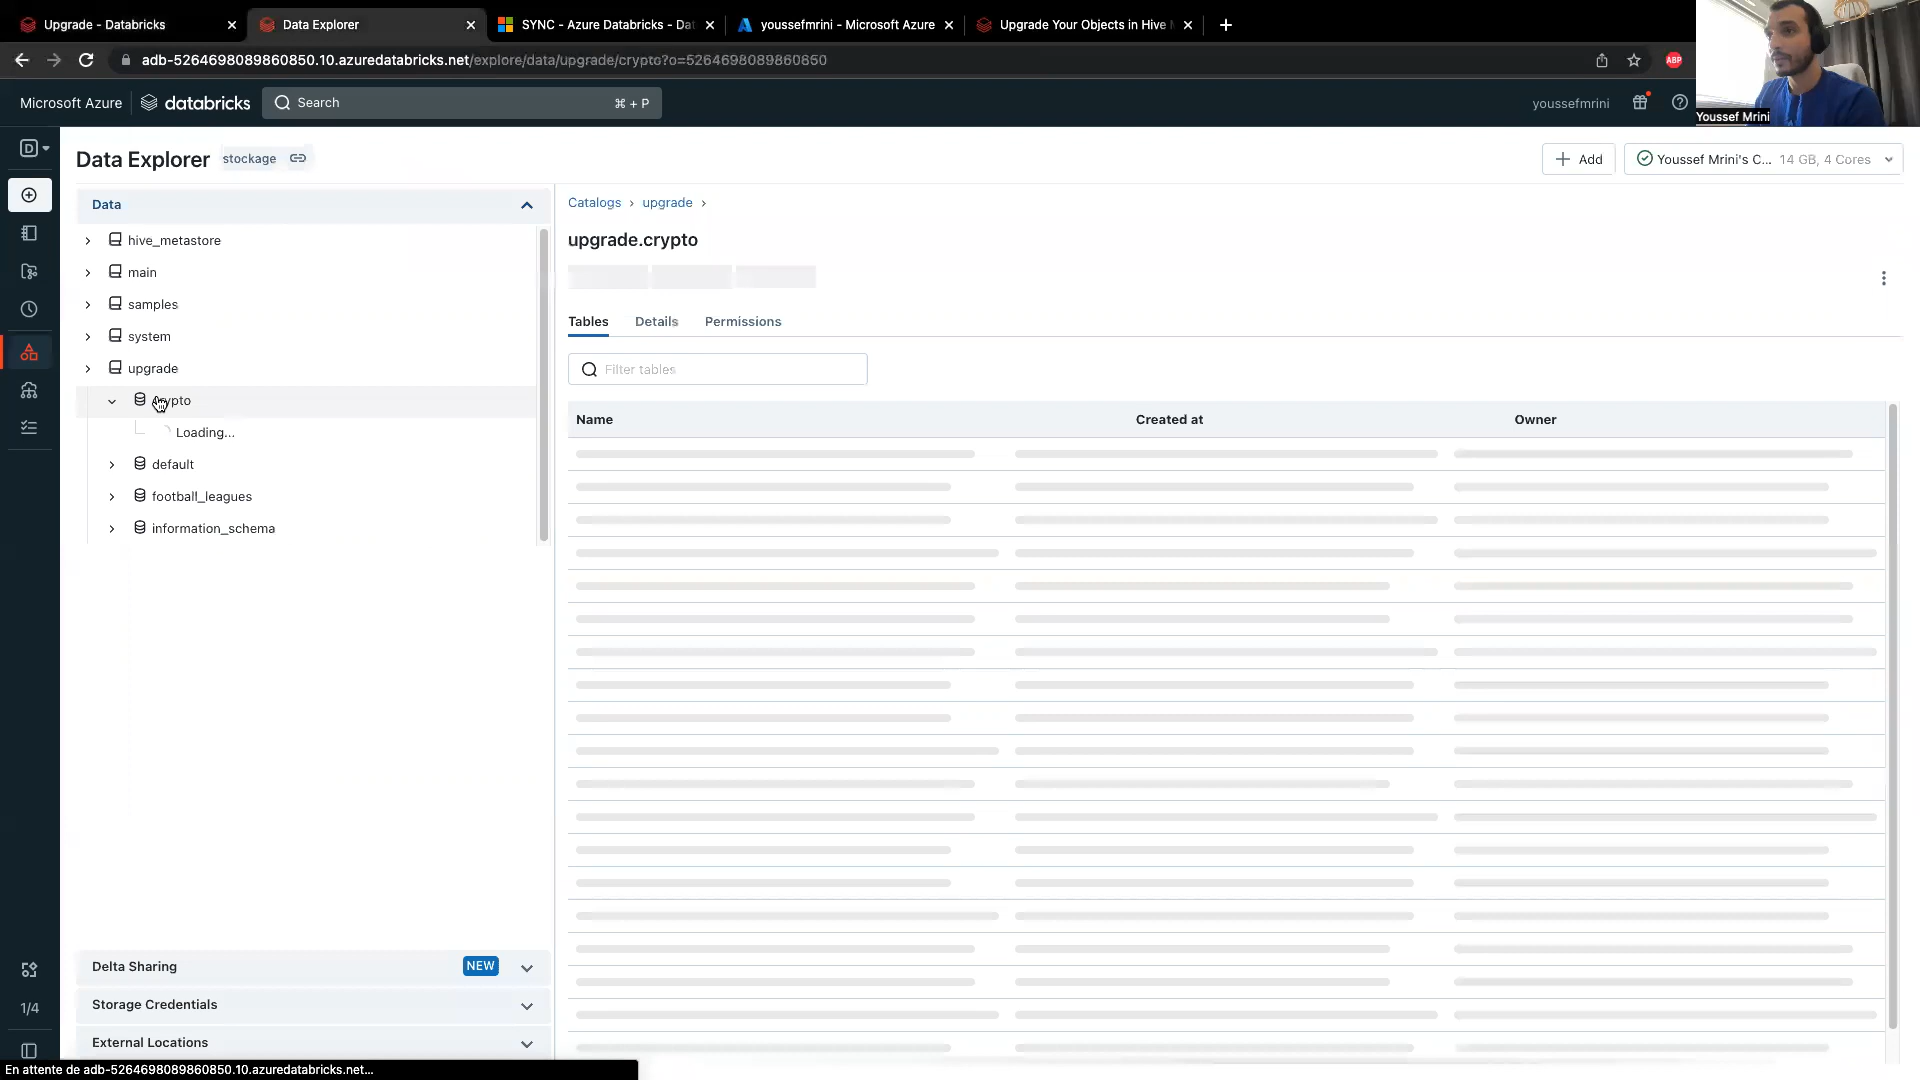 Upgrade - Databricks
Data Explorer
SYNC - Azure Databricks - Dat
youssefmrini - Microsoft Azure
Upgrade Your Objects in Hive M
adb-5264698089860850.10.azuredatabricks.net/explore/data/upgrade/crypto?o=5264698089860850
ABP
Microsoft Azure
databricks
Search
⌘ + P
youssefmrini
Youssef Mrini
D
Data Explorer
stockage
Add
Youssef Mrini's C... 14 GB, 4 Cores
Data
hive_metastore
main
samples
system
upgrade
crypto
Loading...
default
football_leagues
information_schema
Catalogs › upgrade ›
upgrade.crypto
Tables Details Permissions
Filter tables
Name Created at Owner
Delta Sharing NEW
Storage Credentials
External Locations
1/4
En attente de adb-5264698089860850.10.azuredatabricks.net...